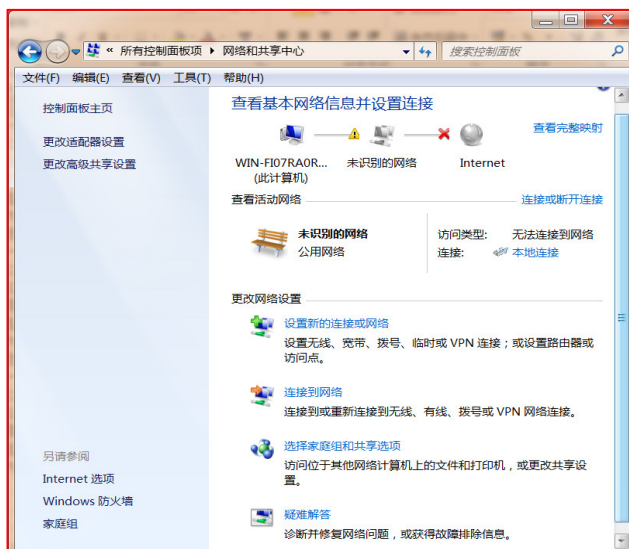 « 所有控制面板项 ▸ 网络和共享中心
搜索控制面板
文件(F) 编辑(E) 查看(V) 工具(T) 帮助(H)
控制面板主页
更改适配器设置
更改高级共享设置
查看基本网络信息并设置连接
查看完整映射
WIN-FI07RA0R... 未识别的网络 Internet
(此计算机)
查看活动网络 连接或断开连接
未识别的网络
公用网络
访问类型: 无法连接到网络
连接: 本地连接
更改网络设置
设置新的连接或网络
设置无线、宽带、拨号、临时或 VPN 连接；或设置路由器或
访问点。
连接到网络
连接到或重新连接到无线、有线、拨号或 VPN 网络连接。
选择家庭组和共享选项
访问位于其他网络计算机上的文件和打印机，或更改共享设
置。
疑难解答
诊断并修复网络问题，或获得故障排除信息。
另请参阅
Internet 选项
Windows 防火墙
家庭组